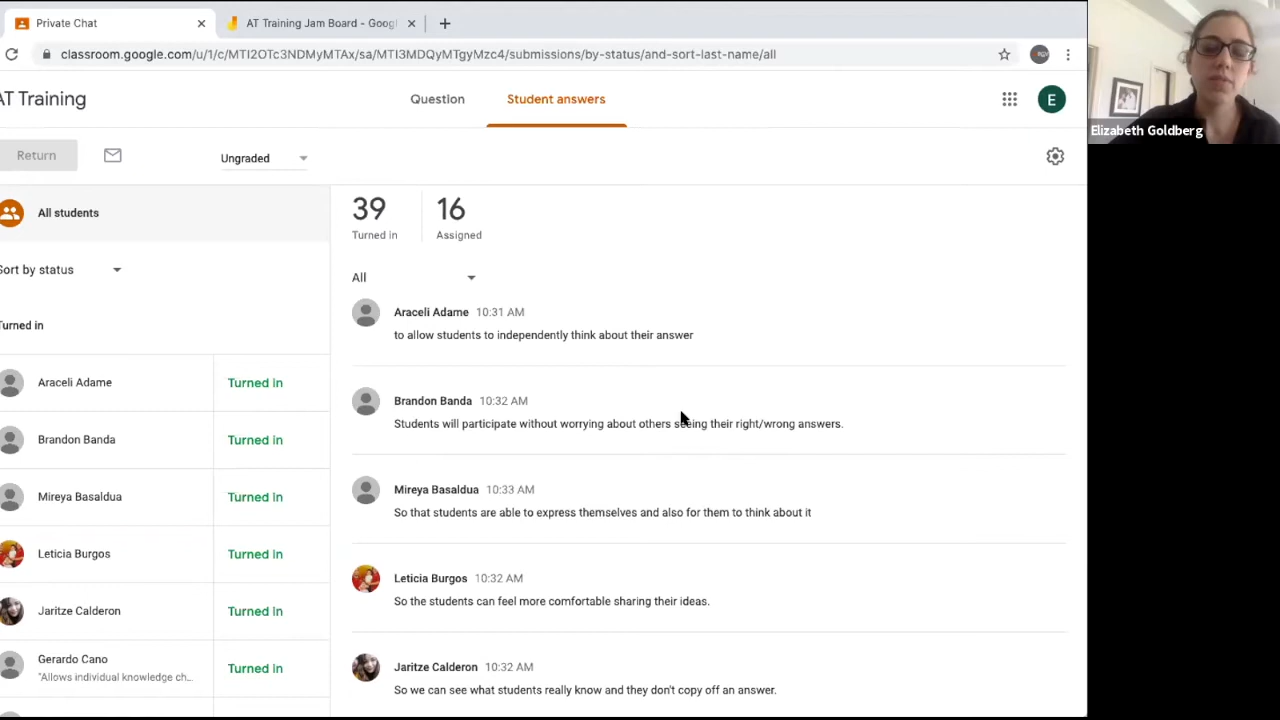 Private Chat
AT Training Jam Board - Goog
classroom.google.com/u/1/c/MTI2OTc3NDMyMTAx/sa/MTI3MDQyMTgyMzc4/submissions/by-status/and-sort-last-name/all
AT Training
Question
Student answers
E
Elizabeth Goldberg
Return
Ungraded
All students
39
16
Turned in
Assigned
Sort by status
All
Turned in
Araceli Adame
Turned in
Brandon Banda
Turned in
Mireya Basaldua
Turned in
Leticia Burgos
Turned in
Jaritze Calderon
Turned in
Gerardo Cano
"Allows individual knowledge ch...
Turned in
Araceli Adame 10:31 AM
to allow students to independently think about their answer
Brandon Banda 10:32 AM
Students will participate without worrying about others seeing their right/wrong answers.
Mireya Basaldua 10:33 AM
So that students are able to express themselves and also for them to think about it
Leticia Burgos 10:32 AM
So the students can feel more comfortable sharing their ideas.
Jaritze Calderon 10:32 AM
So we can see what students really know and they don't copy off an answer.